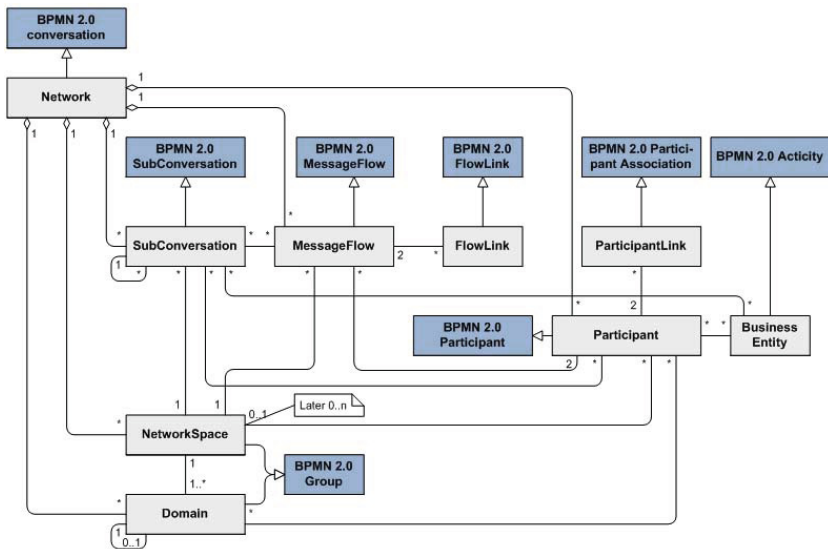 BPMN 2.0
conversation
Network
1
1
1
1
1
BPMN 2.0
SubConversation
BPMN 2.0
MessageFlow
BPMN 2.0
FlowLink
BPMN 2.0 Partici-
pant Association
BPMN 2.0 Acticity
*
*
SubConversation
*
*
MessageFlow
2
*
FlowLink
ParticipantLink
1
*
*
*
*
*
*
*
*
2
*
BPMN 2.0
Participant
Participant
*
*
Business
Entity
2
*
*
*
1
1
0..1
Later 0..n
*
NetworkSpace
1
BPMN 2.0
Group
1..*
*
Domain
*
1
0..1